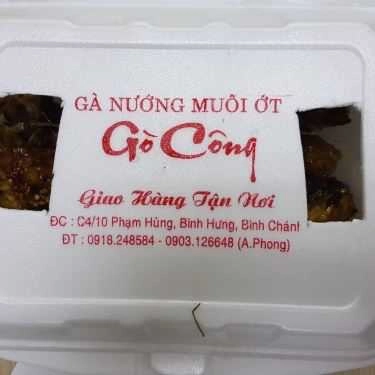 GÀ NƯỚNG MUỐI ỚT
Gò Công
Giao Hàng Tận Nơi
ĐC : C4/10 Phạm Hùng, Bình Hưng, Bình Chánh
ĐT : 0918.248584 - 0903.126648 (A.Phong)